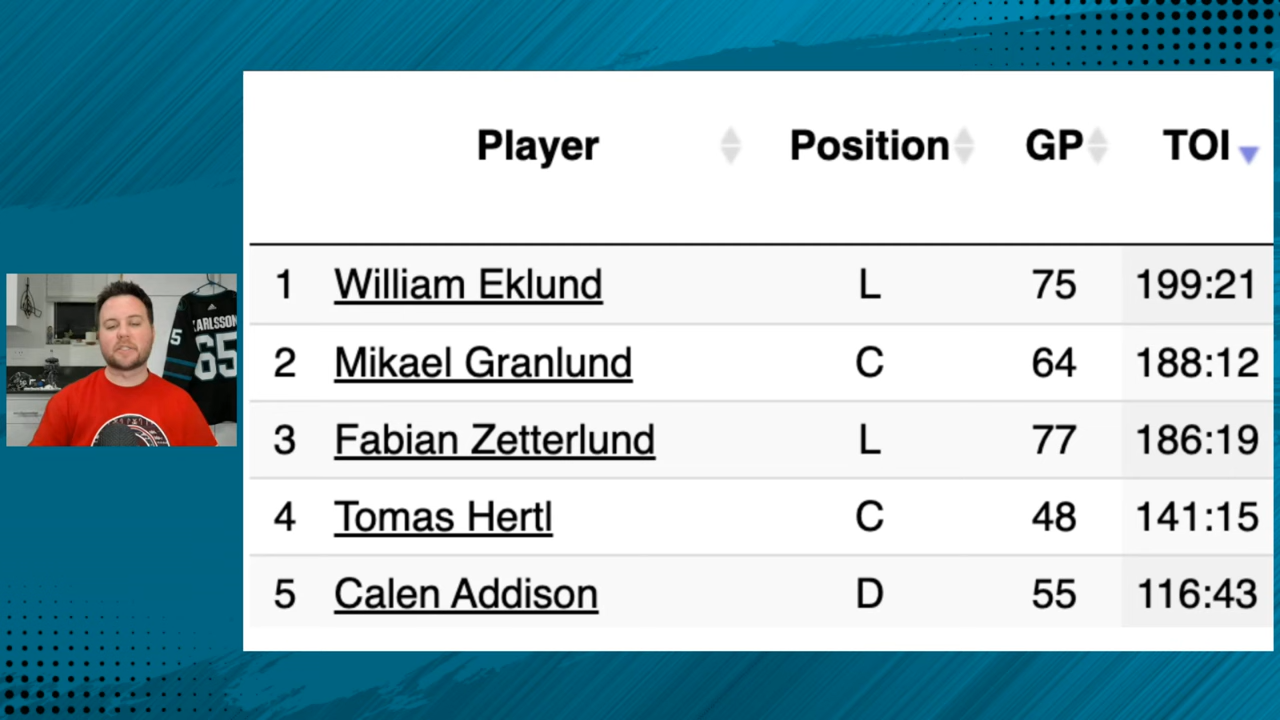 Player Position GP TOI
1 William Eklund L 75 199:21
2 Mikael Granlund C 64 188:12
3 Fabian Zetterlund L 77 186:19
4 Tomas Hertl C 48 141:15
5 Calen Addison D 55 116:43
KARLSSON
65
5